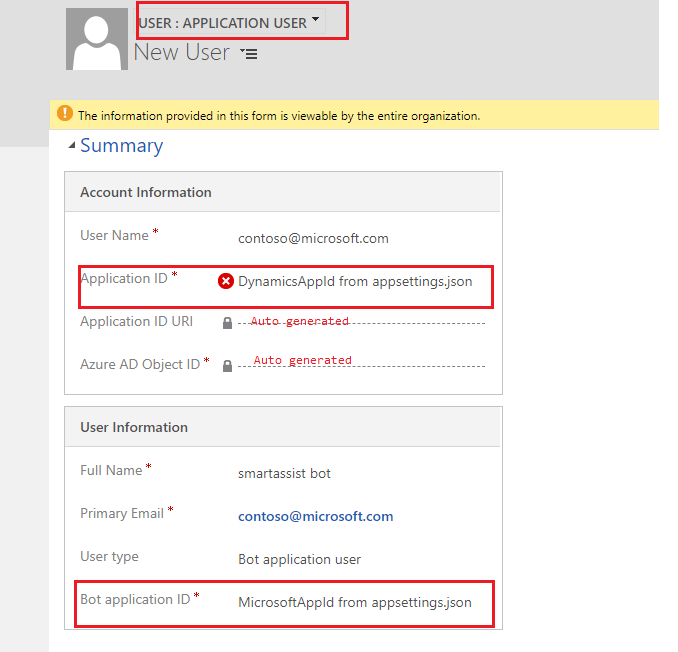 USER : APPLICATION USER
New User
The information provided in this form is viewable by the entire organization.
Summary
Account Information
User Name * contoso@microsoft.com
Application ID * DynamicsAppId from appsettings.json
Application ID URI Auto generated
Azure AD Object ID * Auto generated
User Information
Full Name * smartassist bot
Primary Email * contoso@microsoft.com
User type Bot application user
Bot application ID * MicrosoftAppId from appsettings.json